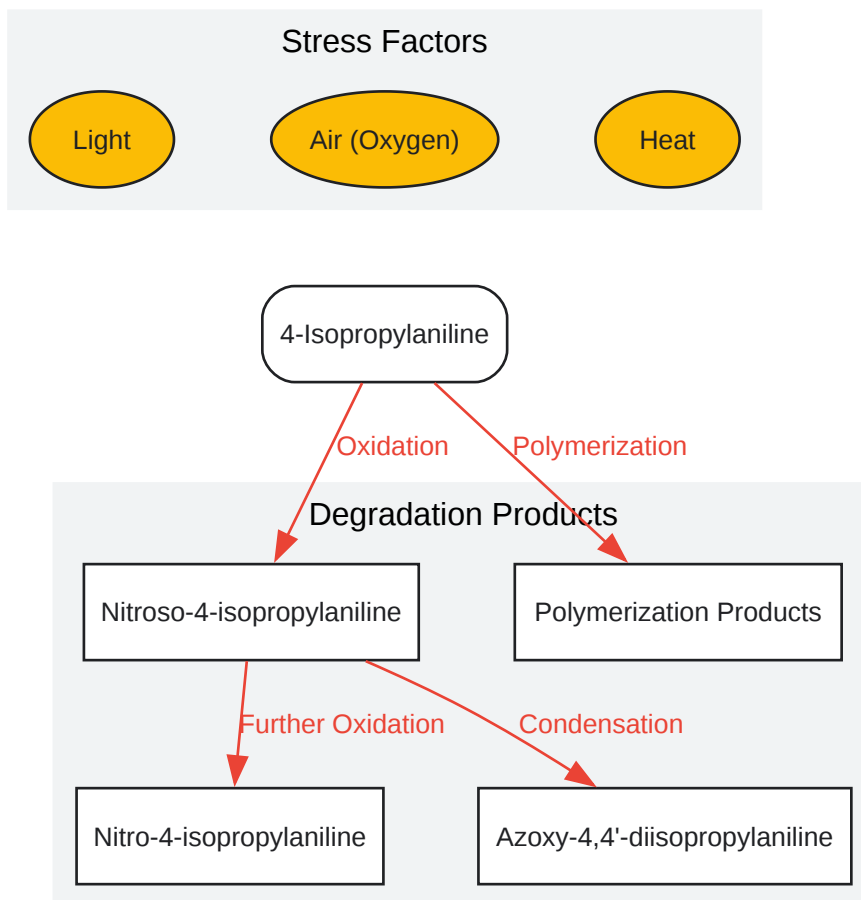 Stress Factors
Light
Air (Oxygen)
Heat
4-Isopropylaniline
Oxidation
Polymerization
Degradation Products
Nitroso-4-isopropylaniline
Polymerization Products
Further Oxidation
Condensation
Nitro-4-isopropylaniline
Azoxy-4,4'-diisopropylaniline